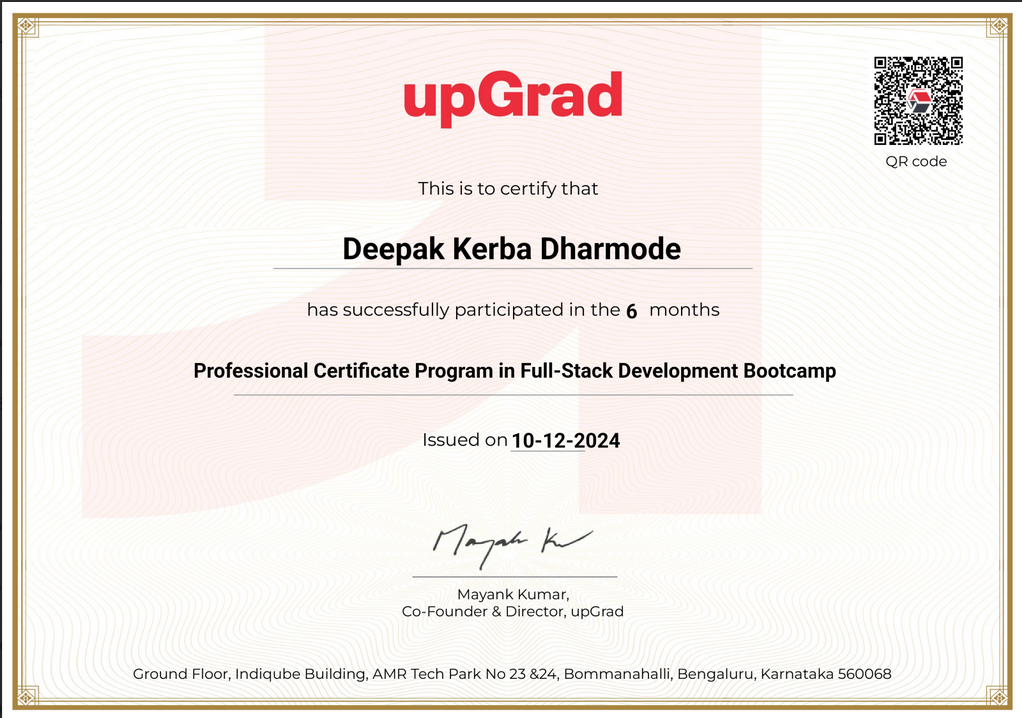 upGrad
QR code
This is to certify that
Deepak Kerba Dharmode
has successfully participated in the 6 months
Professional Certificate Program in Full-Stack Development Bootcamp
Issued on 10-12-2024
Mayank Kumar,
Co-Founder & Director, upGrad
Ground Floor, Indiqube Building, AMR Tech Park No 23 &24, Bommanahalli, Bengaluru, Karnataka 560068